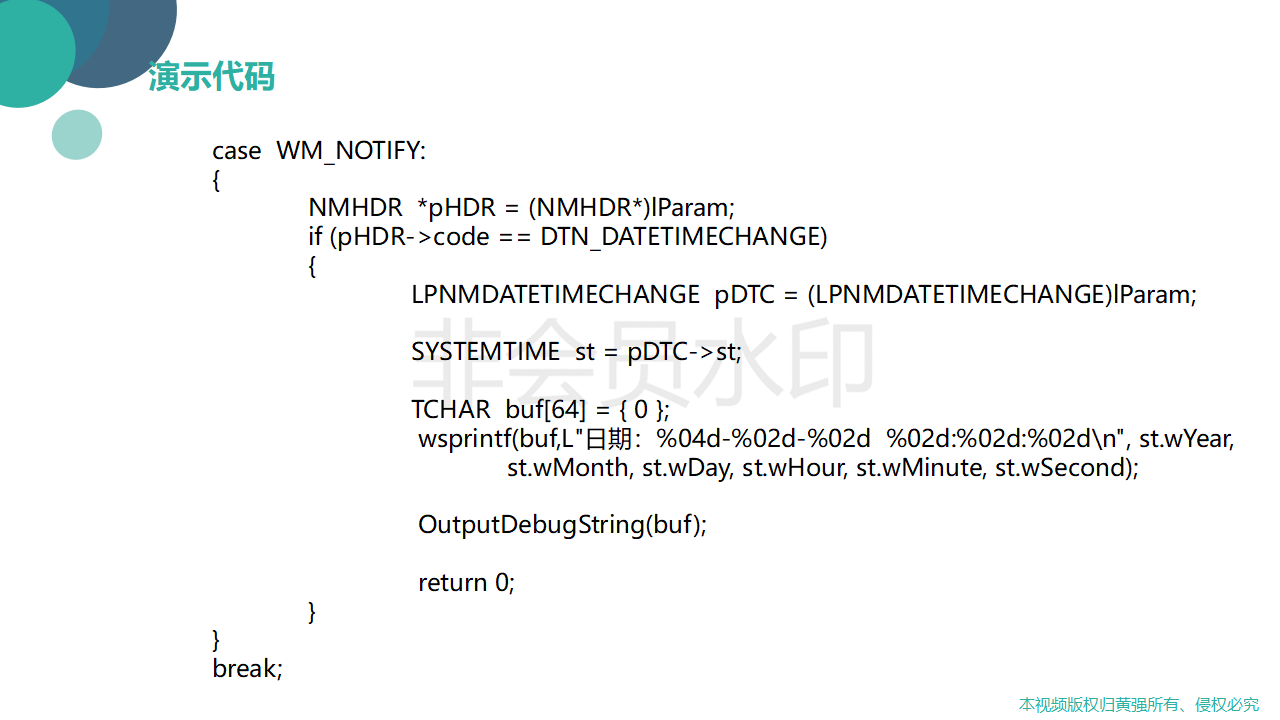 演示代码
case  WM_NOTIFY:
{
NMHDR  *pHDR = (NMHDR*)lParam;
if (pHDR->code == DTN_DATETIMECHANGE)
{
LPNMDATETIMECHANGE  pDTC = (LPNMDATETIMECHANGE)lParam;
非会员水印
SYSTEMTIME  st = pDTC->st;
TCHAR  buf[64] = { 0 };
wsprintf(buf,L"日期：%04d-%02d-%02d  %02d:%02d:%02d\n", st.wYear,
st.wMonth, st.wDay, st.wHour, st.wMinute, st.wSecond);
OutputDebugString(buf);
return 0;
}
}
break;
本视频版权归黄强所有、侵权必究